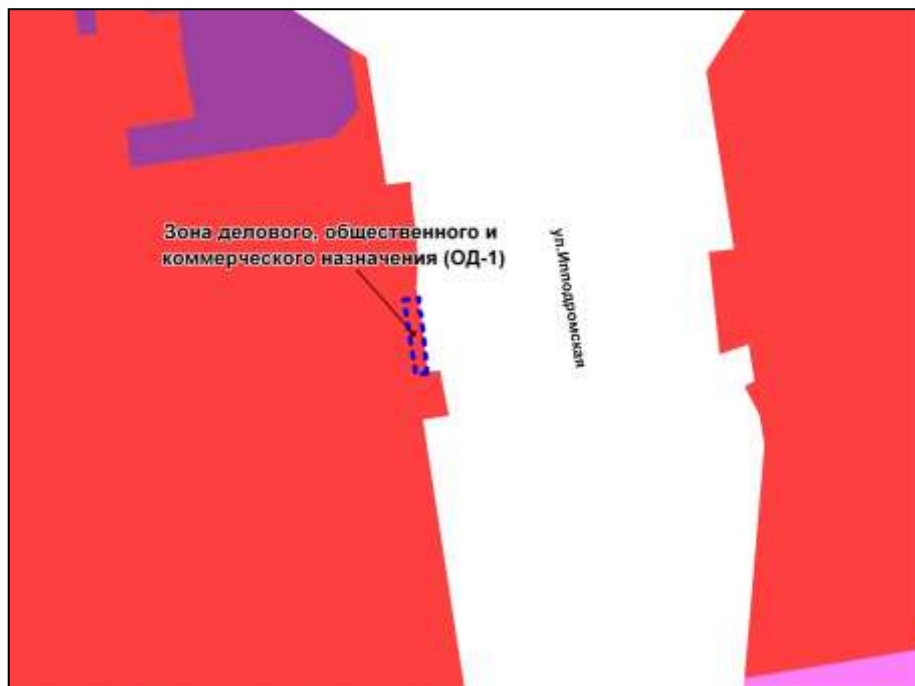 Зона делового, общественного и
коммерческого назначения (ОД-1)
ул.Ипподромская